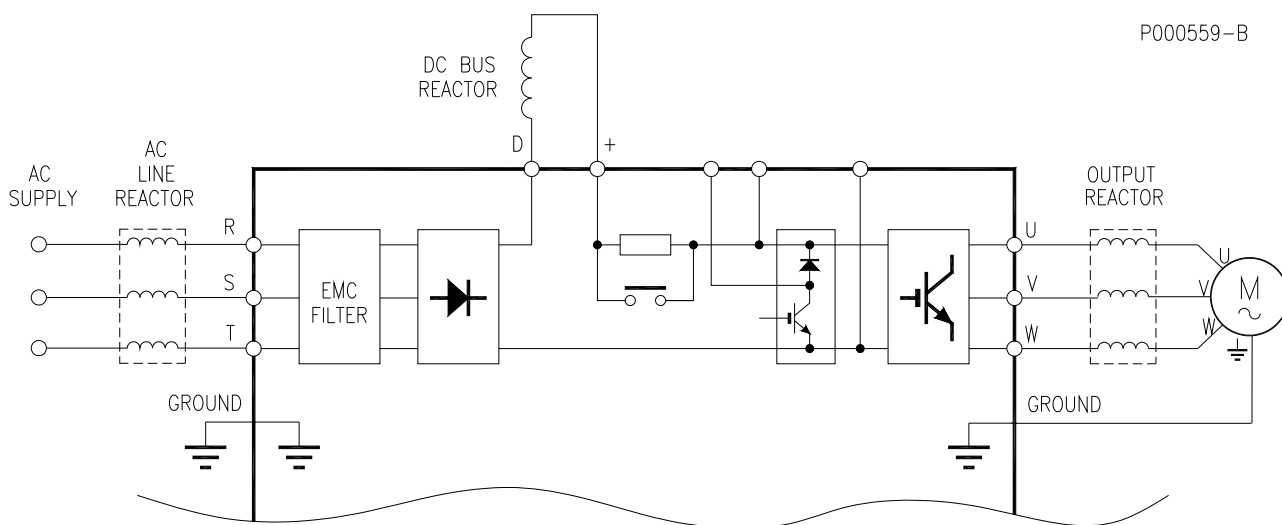 P000559-B
DC BUS
REACTOR
D
+
AC
SUPPLY
AC
LINE
REACTOR
OUTPUT
REACTOR
R
S
T
EMC
FILTER
U
V
W
U
V
W
M
GROUND
GROUND